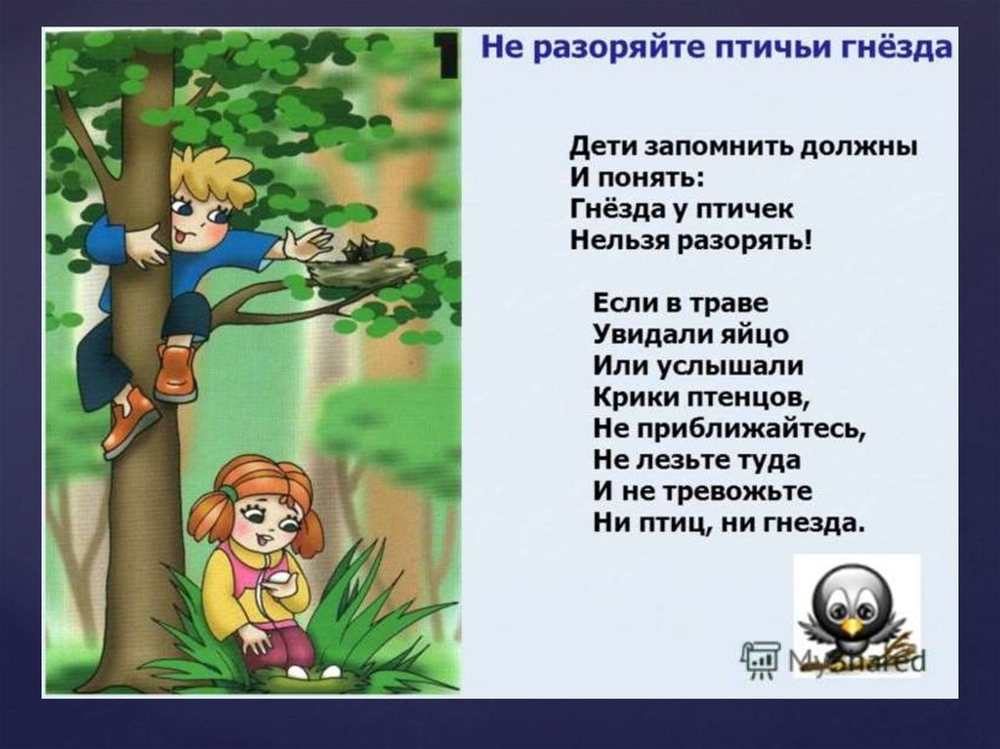 1
Не разоряйте птичьи гнёзда
Дети запомнить должны
И понять:
Гнёзда у птичек
Нельзя разорять!
Если в траве
Увидали яйцо
Или услышали
Крики птенцов,
Не приближайтесь,
Не лезьте туда
И не тревожьте
Ни птиц, ни гнезда.
MyShared